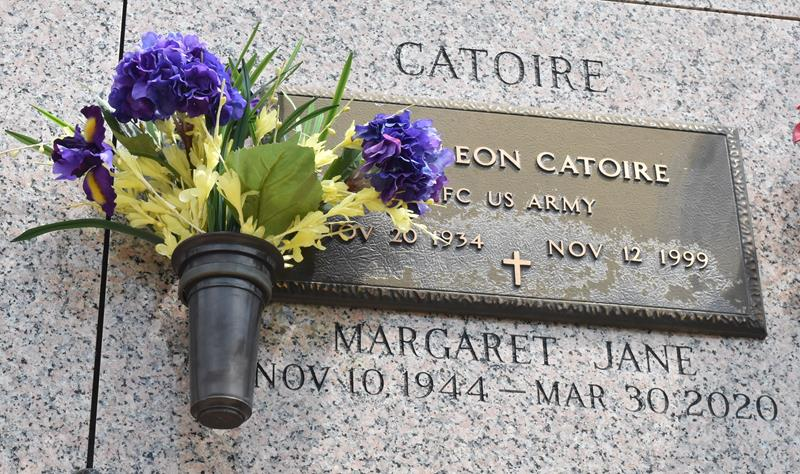 CATOIRE
EON CATOIRE
FC US ARMY
OV 20 1934 NOV 12 1999
MARGARET JANE
NOV 10, 1944 — MAR 30, 2020